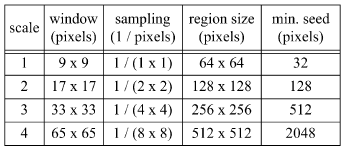 scale window (pixels) sampling (1 / pixels) region size (pixels) min. seed (pixels)
1 9 x 9 1 / (1 x 1) 64 x 64 32
2 17 x 17 1 / (2 x 2) 128 x 128 128
3 33 x 33 1 / (4 x 4) 256 x 256 512
4 65 x 65 1 / (8 x 8) 512 x 512 2048